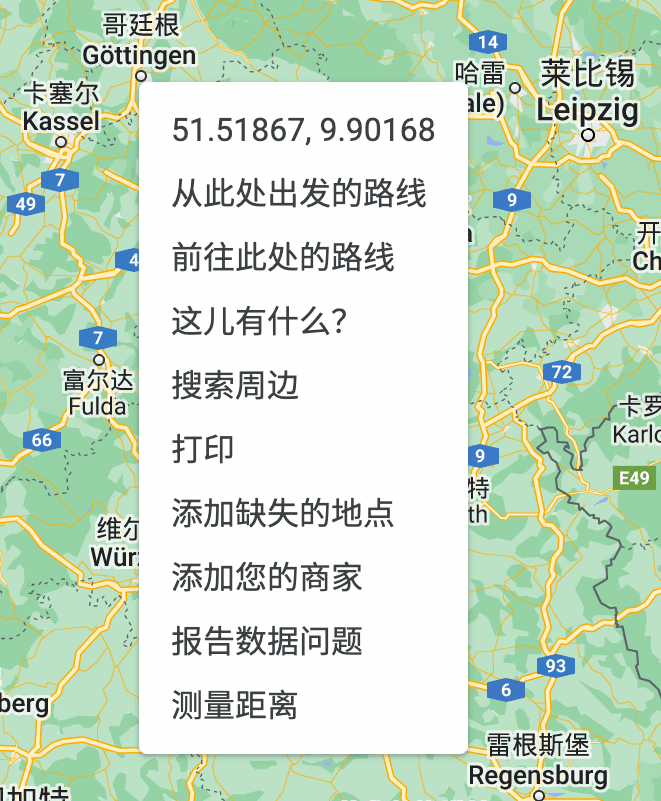 哥廷根
Göttingen
14
哈雷
ale)
莱比锡
Leipzig
卡塞尔
Kassel
51.51867, 9.90168
7
49
从此处出发的路线
9
a
开
Ch
4
前往此处的路线
这儿有什么?
7
富尔达
Fulda
搜索周边
72
卡罗
Karlo
66
打印
9
E49
特
th
添加缺失的地点
维尔
Würz
添加您的商家
报告数据问题
93
6
berg
测量距离
雷根斯堡
Regensburg
加特